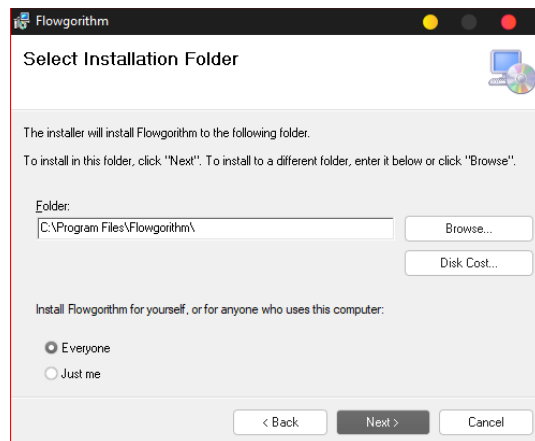 Flowgorithm
Select Installation Folder
The installer will install Flowgorithm to the following folder.
To install in this folder, click "Next". To install to a different folder, enter it below or click "Browse".
Folder:
C:\Program Files\Flowgorithm\
Browse...
Disk Cost...
Install Flowgorithm for yourself, or for anyone who uses this computer:
Everyone
Just me
< Back
Next >
Cancel